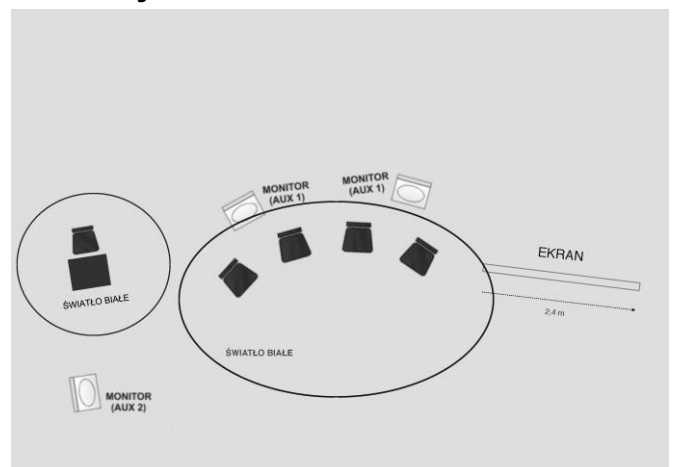 MONITOR
(AUX 1)
MONITOR
(AUX 1)
EKRAN
2,4 m
ŚWIATŁO BIAŁE
ŚWIATŁO BIAŁE
MONITOR
(AUX 2)